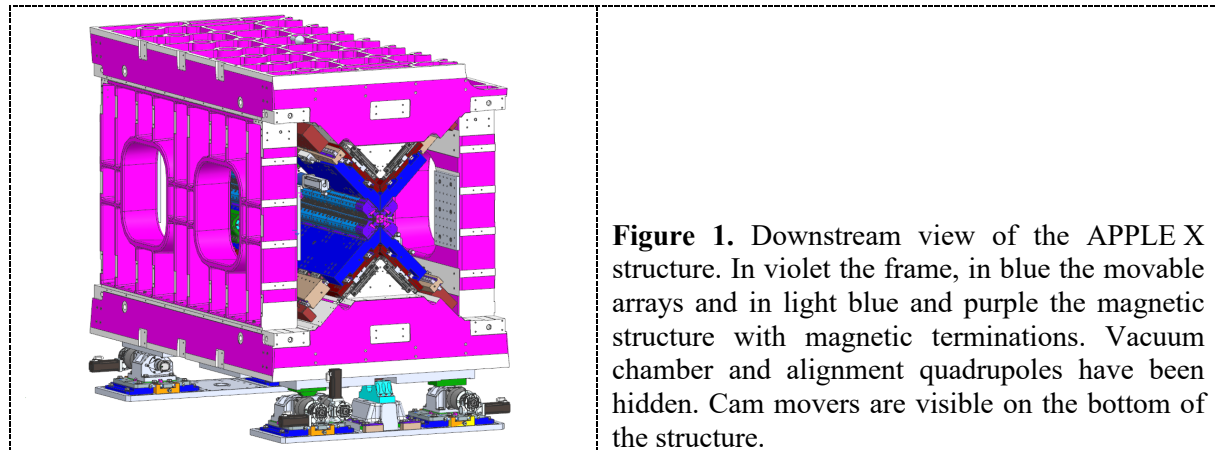 Figure 1. Downstream view of the APPLE X
structure. In violet the frame, in blue the movable
arrays and in light blue and purple the magnetic
structure with magnetic terminations. Vacuum
chamber and alignment quadrupoles have been
hidden. Cam movers are visible on the bottom of
the structure.